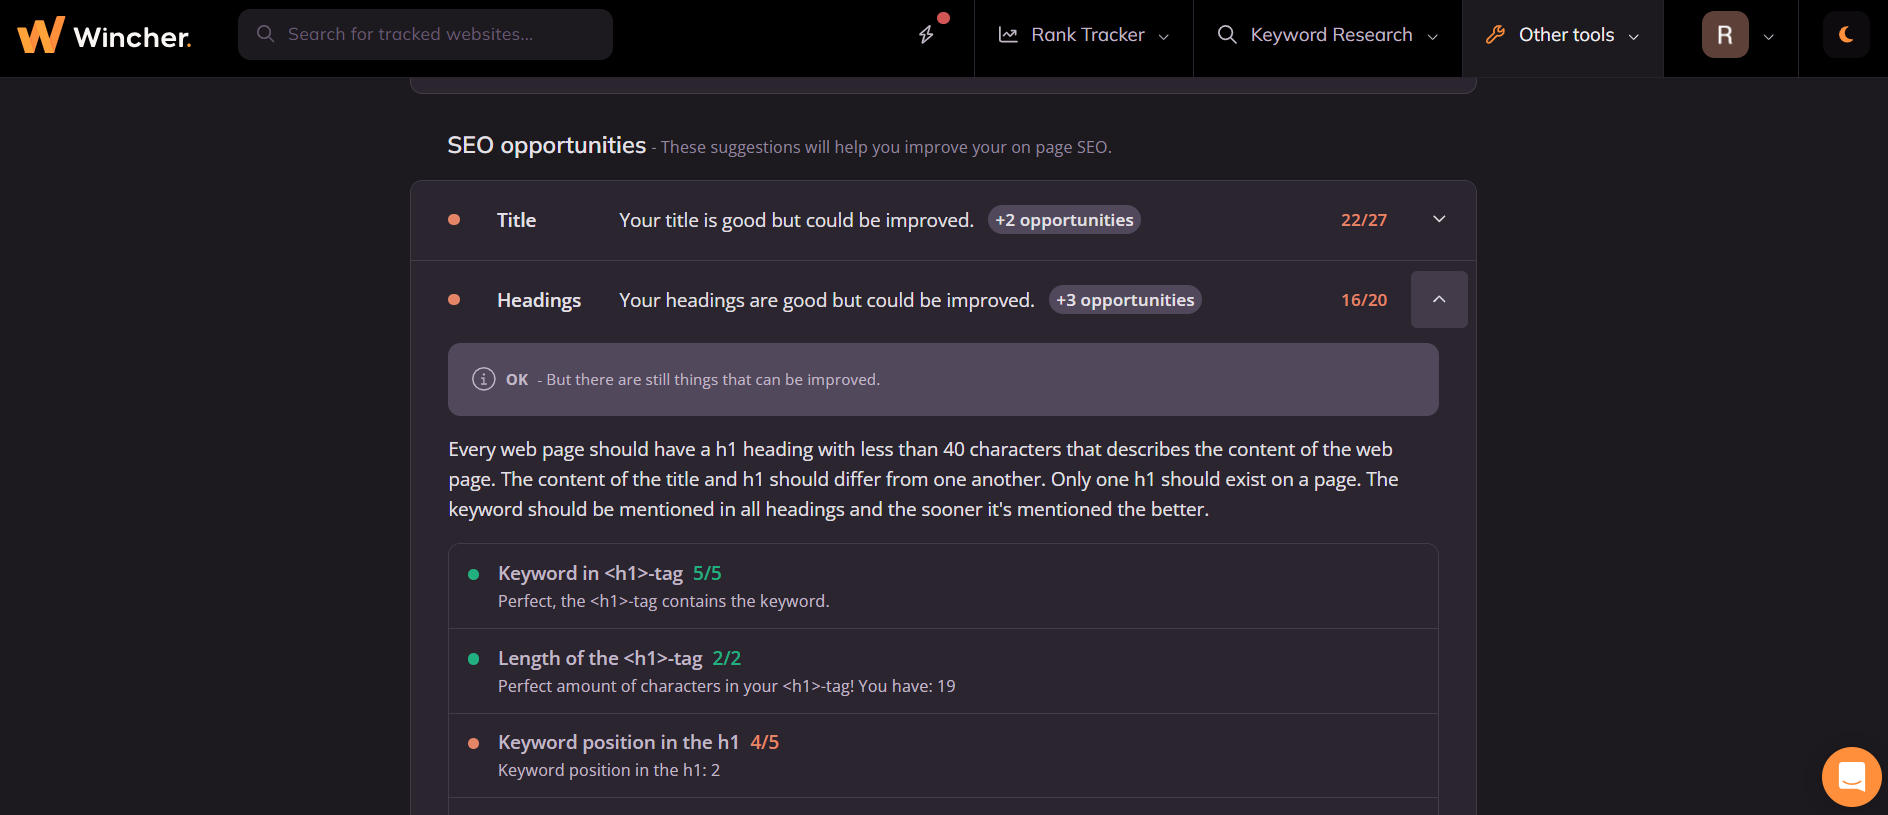 Wincher.
Search for tracked websites...
Rank Tracker
Keyword Research
Other tools
R
SEO opportunities - These suggestions will help you improve your on page SEO.
Title Your title is good but could be improved. +2 opportunities 22/27
Headings Your headings are good but could be improved. +3 opportunities 16/20
OK - But there are still things that can be improved.
Every web page should have a h1 heading with less than 40 characters that describes the content of the web
page. The content of the title and h1 should differ from one another. Only one h1 should exist on a page. The
keyword should be mentioned in all headings and the sooner it's mentioned the better.
Keyword in <h1>-tag 5/5
Perfect, the <h1>-tag contains the keyword.
Length of the <h1>-tag 2/2
Perfect amount of characters in your <h1>-tag! You have: 19
Keyword position in the h1 4/5
Keyword position in the h1: 2